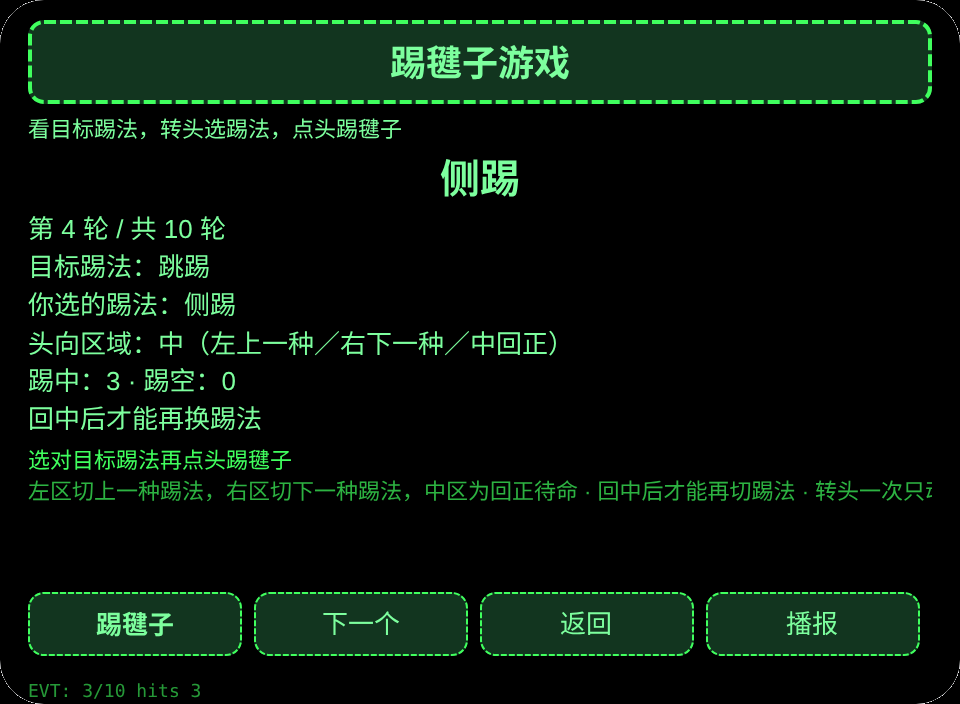 踢毽子游戏
看目标踢法，转头选踢法，点头踢毽子
侧踢
第 4 轮 / 共 10 轮
目标踢法：跳踢
你选的踢法：侧踢
头向区域：中（左上一种／右下一种／中回正）
踢中：3 · 踢空：0
回中后才能再换踢法
选对目标踢法再点头踢毽子
左区切上一种踢法，右区切下一种踢法，中区为回正待命 · 回中后才能再切踢法 · 转头一次只
踢毽子
下一个
返回
播报
EVT: 3/10 hits 3